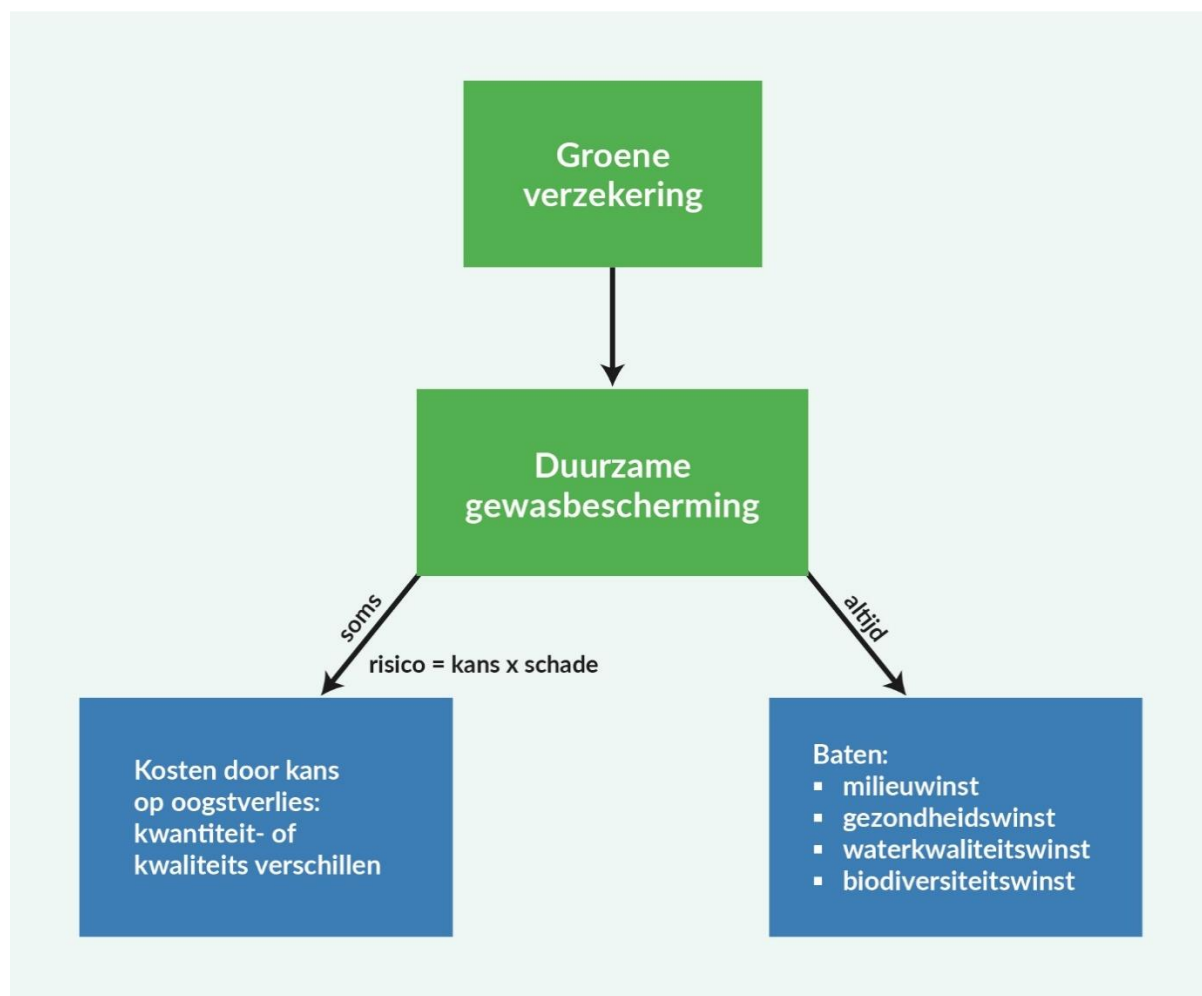 Groene
verzekering
Duurzame
gewasbescherming
soms
altijd
risico = kans x schade
Kosten door kans
op oogstverlies:
kwantiteit- of
kwaliteits verschillen
Baten:
▪ milieuwinst
▪ gezondheidswinst
▪ waterkwaliteitswinst
▪ biodiversiteitswinst